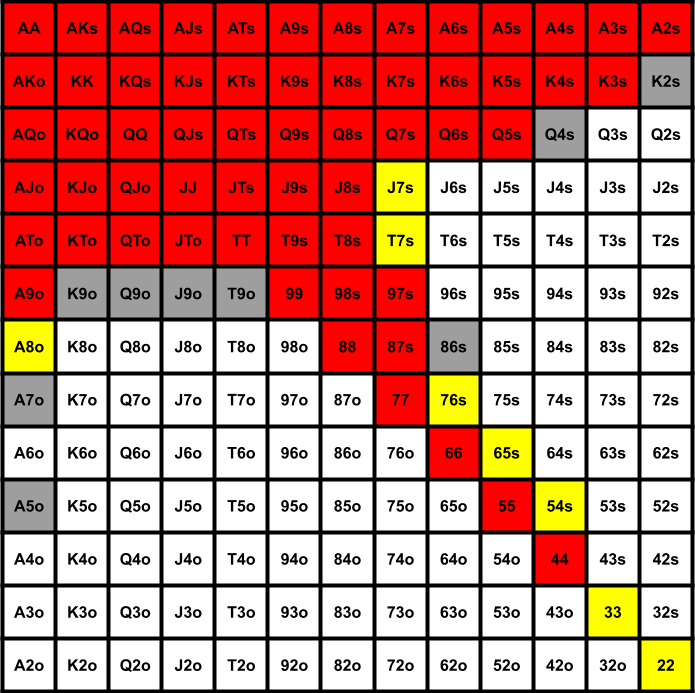 AA AKs AQs AJs ATs A9s A8s A7s A6s A5s A4s A3s A2s
AKo KK KQs KJs KTs K9s K8s K7s K6s K5s K4s K3s K2s
AQo KQo QQ QJs QTs Q9s Q8s Q7s Q6s Q5s Q4s Q3s Q2s
AJo KJo QJo JJ JTs J9s J8s J7s J6s J5s J4s J3s J2s
ATo KTo QTo JTo TT T9s T8s T7s T6s T5s T4s T3s T2s
A9o K9o Q9o J9o T9o 99 98s 97s 96s 95s 94s 93s 92s
A8o K8o Q8o J8o T8o 98o 88 87s 86s 85s 84s 83s 82s
A7o K7o Q7o J7o T7o 97o 87o 77 76s 75s 74s 73s 72s
A6o K6o Q6o J6o T6o 96o 86o 76o 66 65s 64s 63s 62s
A5o K5o Q5o J5o T5o 95o 85o 75o 65o 55 54s 53s 52s
A4o K4o Q4o J4o T4o 94o 84o 74o 64o 54o 44 43s 42s
A3o K3o Q3o J3o T3o 93o 83o 73o 63o 53o 43o 33 32s
A2o K2o Q2o J2o T2o 92o 82o 72o 62o 52o 42o 32o 22